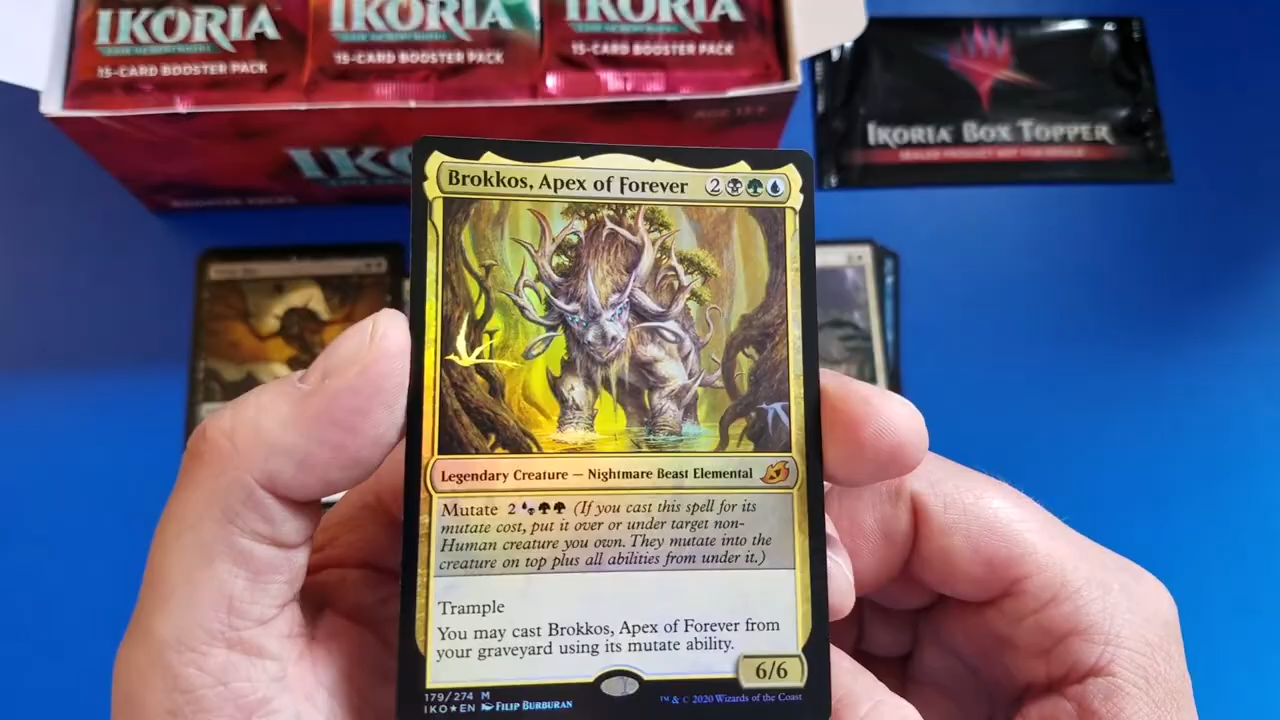 IKORIA
15-CARD BOOSTER PACK
IKORIA
15-CARD BOOSTER PACK
IKORIA
15-CARD BOOSTER PACK
IKO
IKORIA BOX TOPPER
Brokkos, Apex of Forever 2
Legendary Creature — Nightmare Beast Elemental
Mutate 2 (If you cast this spell for its
mutate cost, put it over or under target non-
Human creature you own. They mutate into the
creature on top plus all abilities from under it.)
Trample
You may cast Brokkos, Apex of Forever from
your graveyard using its mutate ability.
6/6
179/274 M
IKO★EN FILIP BURBURAN
™ & © 2020 Wizards of the Coast